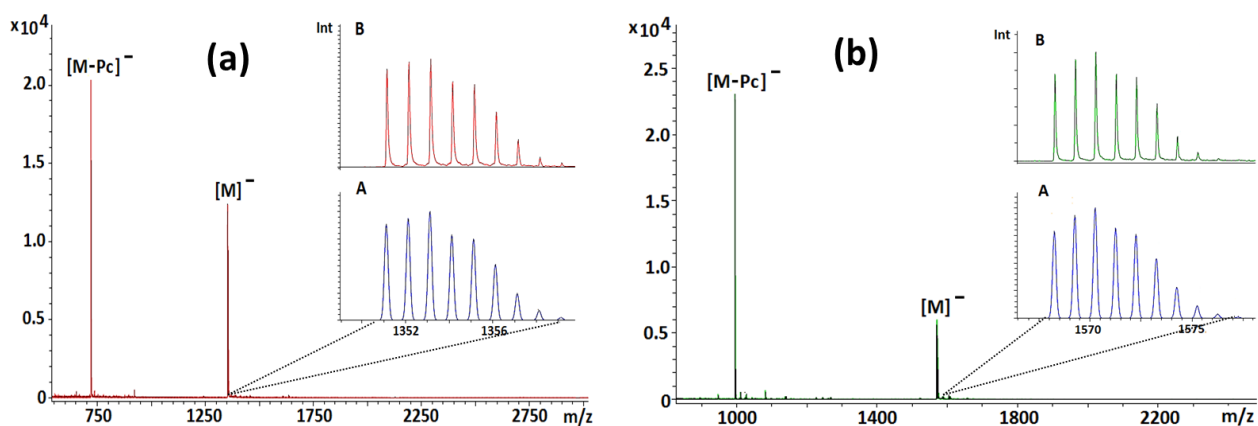 x10⁴
(a)
[M-Pc]⁻
2.0
1.5
[M]⁻
1.0
0.5
0
750
1250
1750
2250
2750
m/z
Int
B
A
1352
1356
x10⁴
(b)
[M-Pc]⁻
2.5
2.0
1.5
1.0
[M]⁻
0.5
0
1000
1400
1800
2200
m/z
Int
B
A
1570
1575